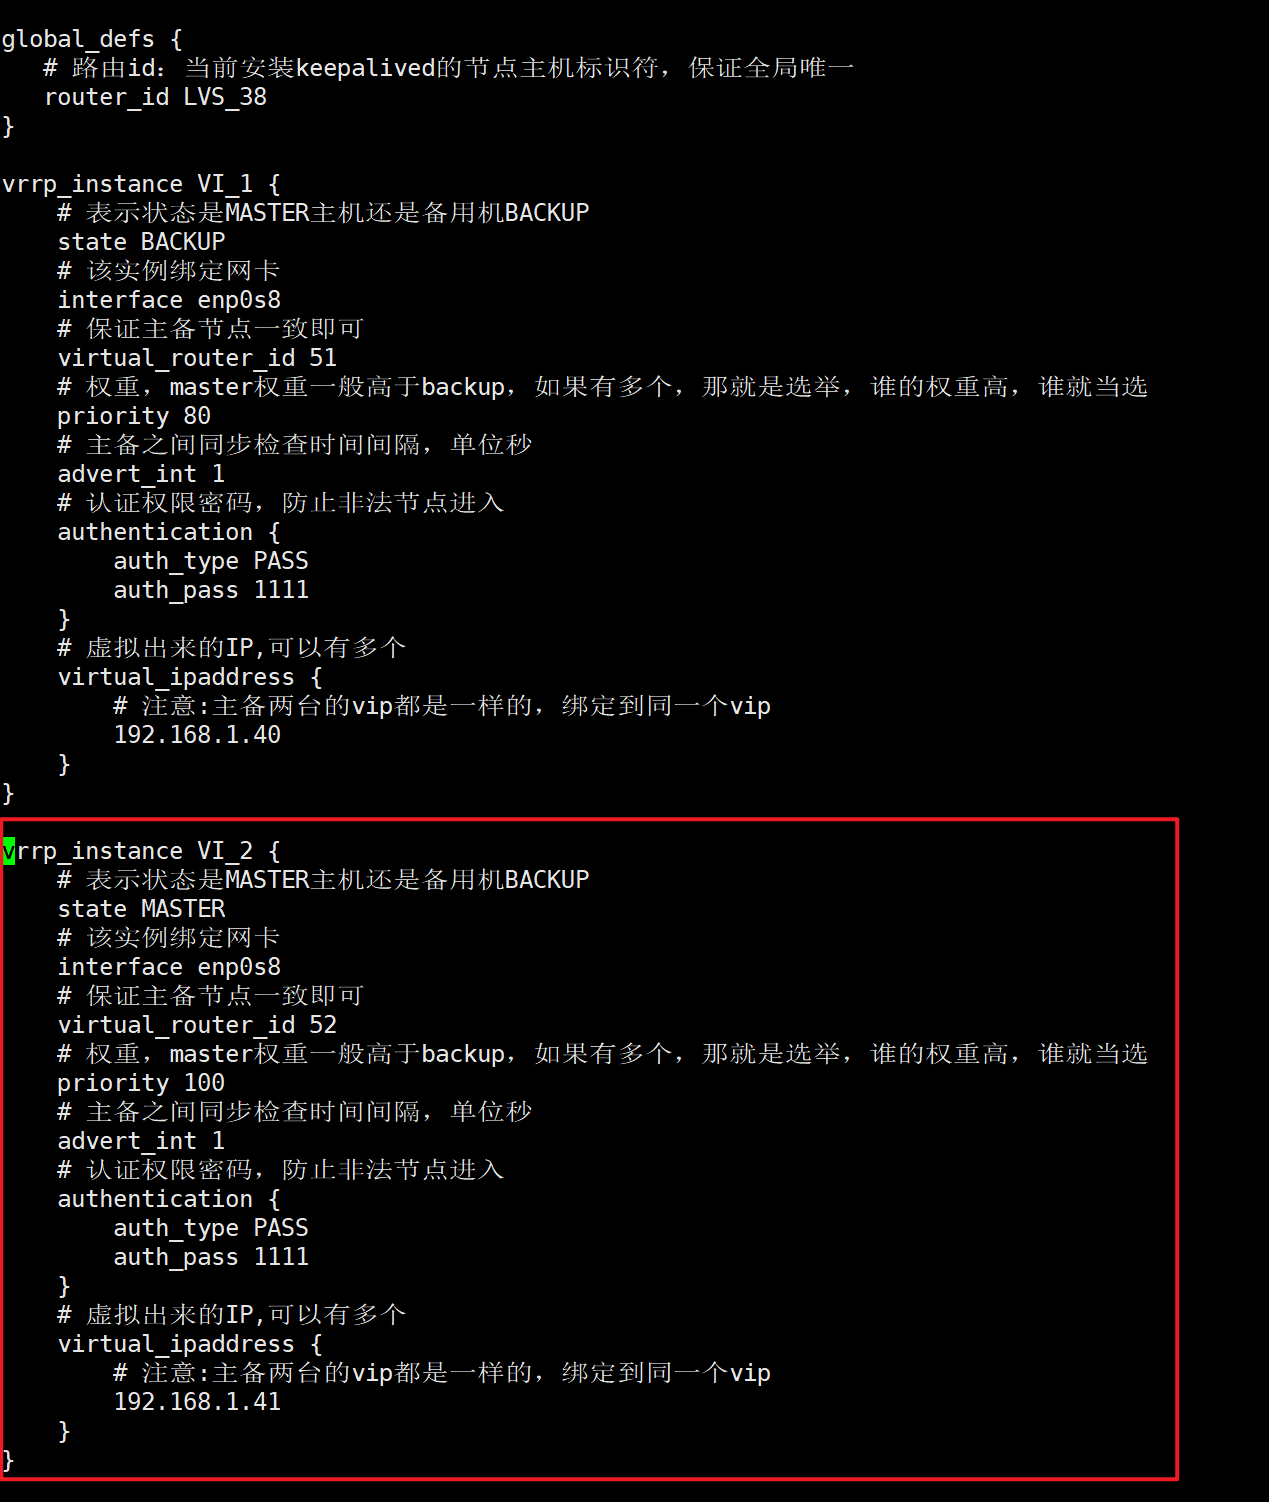 global_defs {
   # 路由id：当前安装keepalived的节点主机标识符，保证全局唯一
   router_id LVS_38
}
vrrp_instance VI_1 {
    # 表示状态是MASTER主机还是备用机BACKUP
    state BACKUP
    # 该实例绑定网卡
    interface enp0s8
    # 保证主备节点一致即可
    virtual_router_id 51
    # 权重，master权重一般高于backup，如果有多个，那就是选举，谁的权重高，谁就当选
    priority 80
    # 主备之间同步检查时间间隔，单位秒
    advert_int 1
    # 认证权限密码，防止非法节点进入
    authentication {
        auth_type PASS
        auth_pass 1111
    }
    # 虚拟出来的IP,可以有多个
    virtual_ipaddress {
        # 注意:主备两台的vip都是一样的，绑定到同一个vip
        192.168.1.40
    }
}
vrrp_instance VI_2 {
    # 表示状态是MASTER主机还是备用机BACKUP
    state MASTER
    # 该实例绑定网卡
    interface enp0s8
    # 保证主备节点一致即可
    virtual_router_id 52
    # 权重，master权重一般高于backup，如果有多个，那就是选举，谁的权重高，谁就当选
    priority 100
    # 主备之间同步检查时间间隔，单位秒
    advert_int 1
    # 认证权限密码，防止非法节点进入
    authentication {
        auth_type PASS
        auth_pass 1111
    }
    # 虚拟出来的IP,可以有多个
    virtual_ipaddress {
        # 注意:主备两台的vip都是一样的，绑定到同一个vip
        192.168.1.41
    }
}